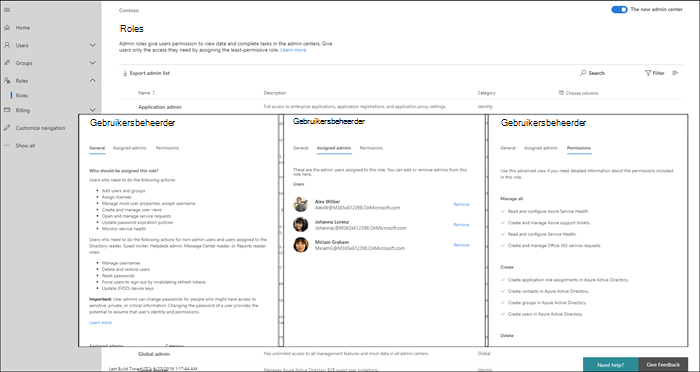 Contoso
The new admin center
Home
Users
Groups
Roles
Roles
Billing
Customize navigation
Show all
Roles
Admin roles give users permission to view data and complete tasks in the admin centers. Give
users only the access they need by assigning the least-permissive role. Learn more
Export admin list
Search
Filter
Name ↑
Description
Category
Choose columns
Application admin
Full access to enterprise applications, application registrations, and application proxy settings.
Identity
Gebruikersbeheerder
General
Assigned admins
Permissions
Who should be assigned this role?
Users who need to do the following actions:
• Add users and groups
• Assign licenses
• Manage most user properties, except username
• Create and manage user views
• Open and manage service requests
• Update password expiration policies
• Monitor service health
Users who need to do the following actions for non-admin users and users assigned to the
Directory reader, Guest inviter, Helpdesk admin, Message Center reader, or Reports reader
roles:
• Manage usernames
• Delete and restore users
• Reset passwords
• Force users to sign out by invalidating refresh tokens
• Update (FIDO) device keys
Important: User admins can change passwords for people who might have access to
sensitive, private, or critical information. Changing the password of a user provides the
potential to assume that user's identity and permissions.
Learn more
Assigned admins
Category
Gebruikersbeheerder
General
Assigned admins
Permissions
These are the admin users assigned to this role. You can add or remove admins from this
role here.
Users
Alex Wilber
AlexW@M365x612398.OnMicrosoft.com
Remove
Johanna Lorenz
JohannaL@M365x612398.OnMicrosoft.com
Remove
Miriam Graham
MiriamG@M365x612398.OnMicrosoft.com
Remove
Gebruikersbeheerder
General
Assigned admins
Permissions
Use this advanced view if you need detailed information about the permissions included
in this role.
Manage all
Read and configure Azure Service Health.
Create and manage Azure support tickets.
Read and configure Service Health.
Create and manage Office 365 service requests.
Create
Create application role assignments in Azure Active Directory.
Create contacts in Azure Active Directory.
Create groups in Azure Active Directory.
Create users in Azure Active Directory.
Delete
Global admin
Has unlimited access to all management features and most data in all admin centers.
Global
Last Build Time(UTC): 6/27/2019 1:17:44 AM
Manages Azure Active Directory B2B guest user invitations.
Need help?
Give Feedback